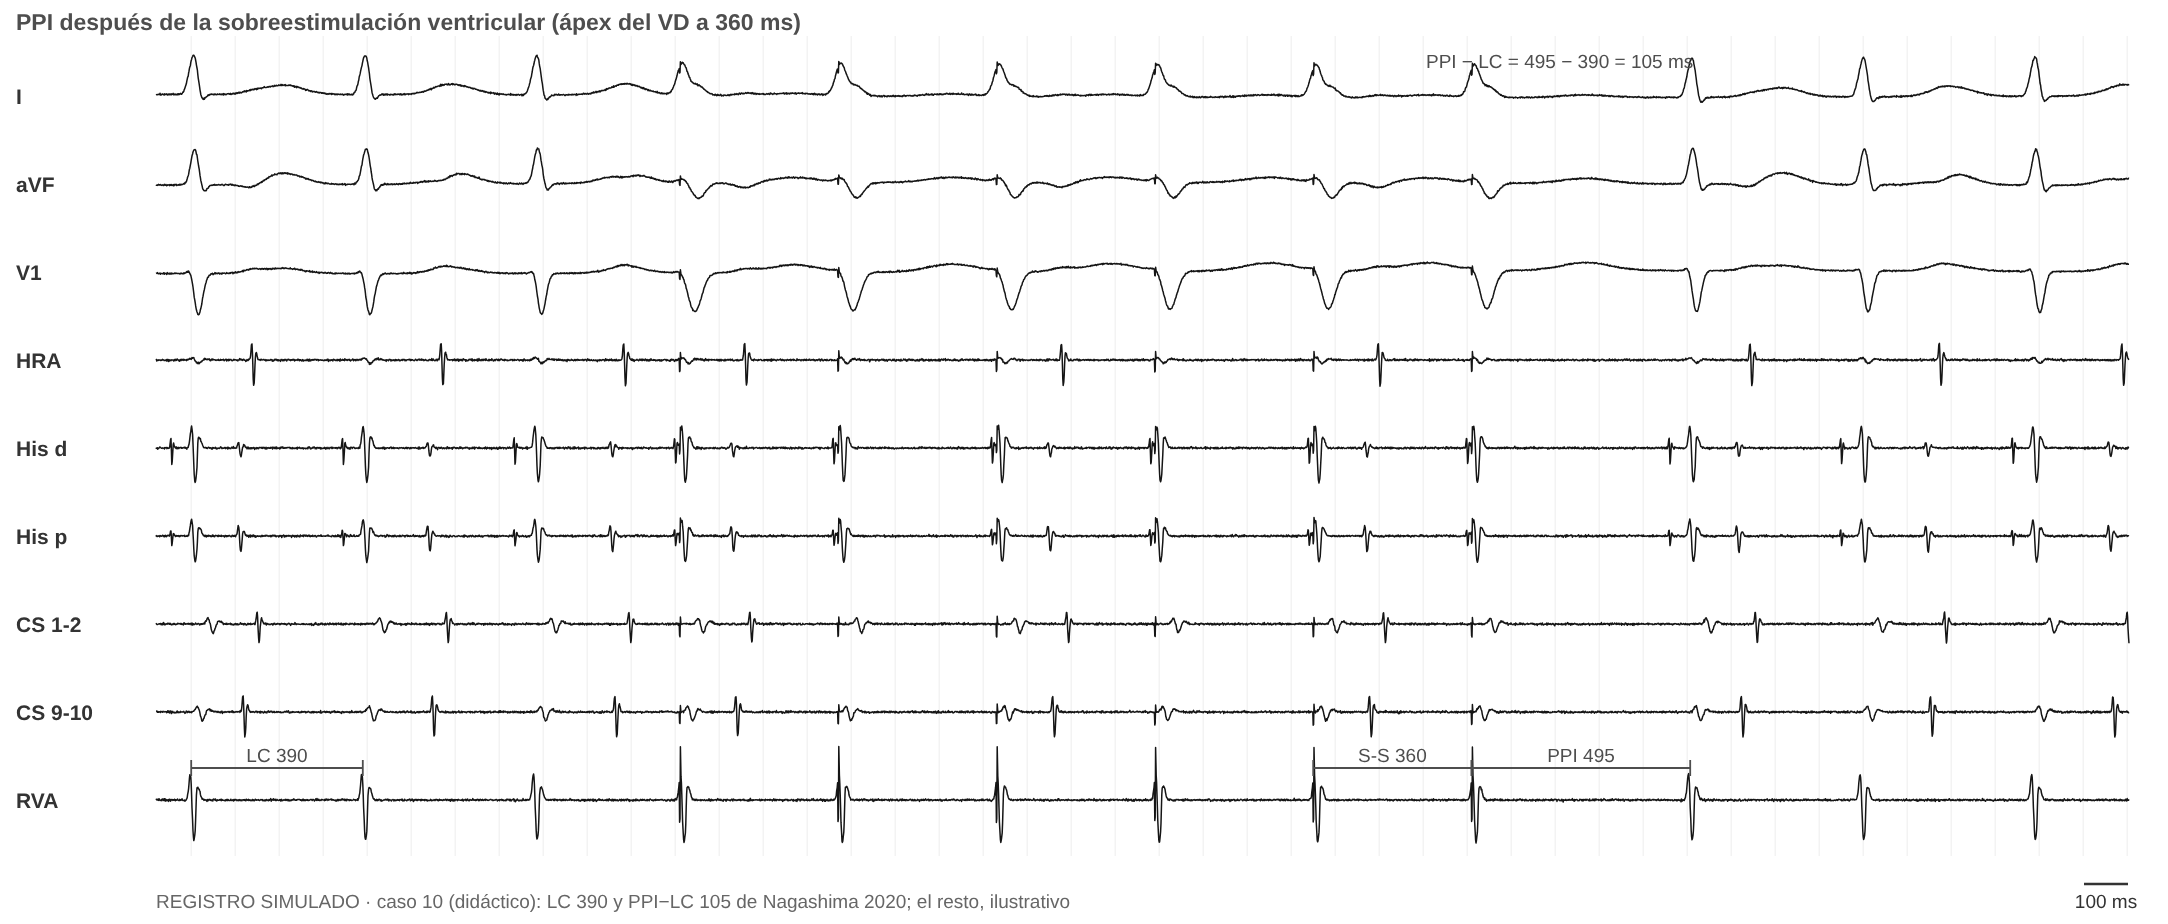 PPI después de la sobreestimulación ventricular (ápex del VD a 360 ms)
PPI − LC = 495 − 390 = 105 ms
I
aVF
V1
HRA
His d
His p
CS 1-2
CS 9-10
LC 390
S-S 360
PPI 495
RVA
REGISTRO SIMULADO · caso 10 (didáctico): LC 390 y PPI−LC 105 de Nagashima 2020; el resto, ilustrativo
100 ms